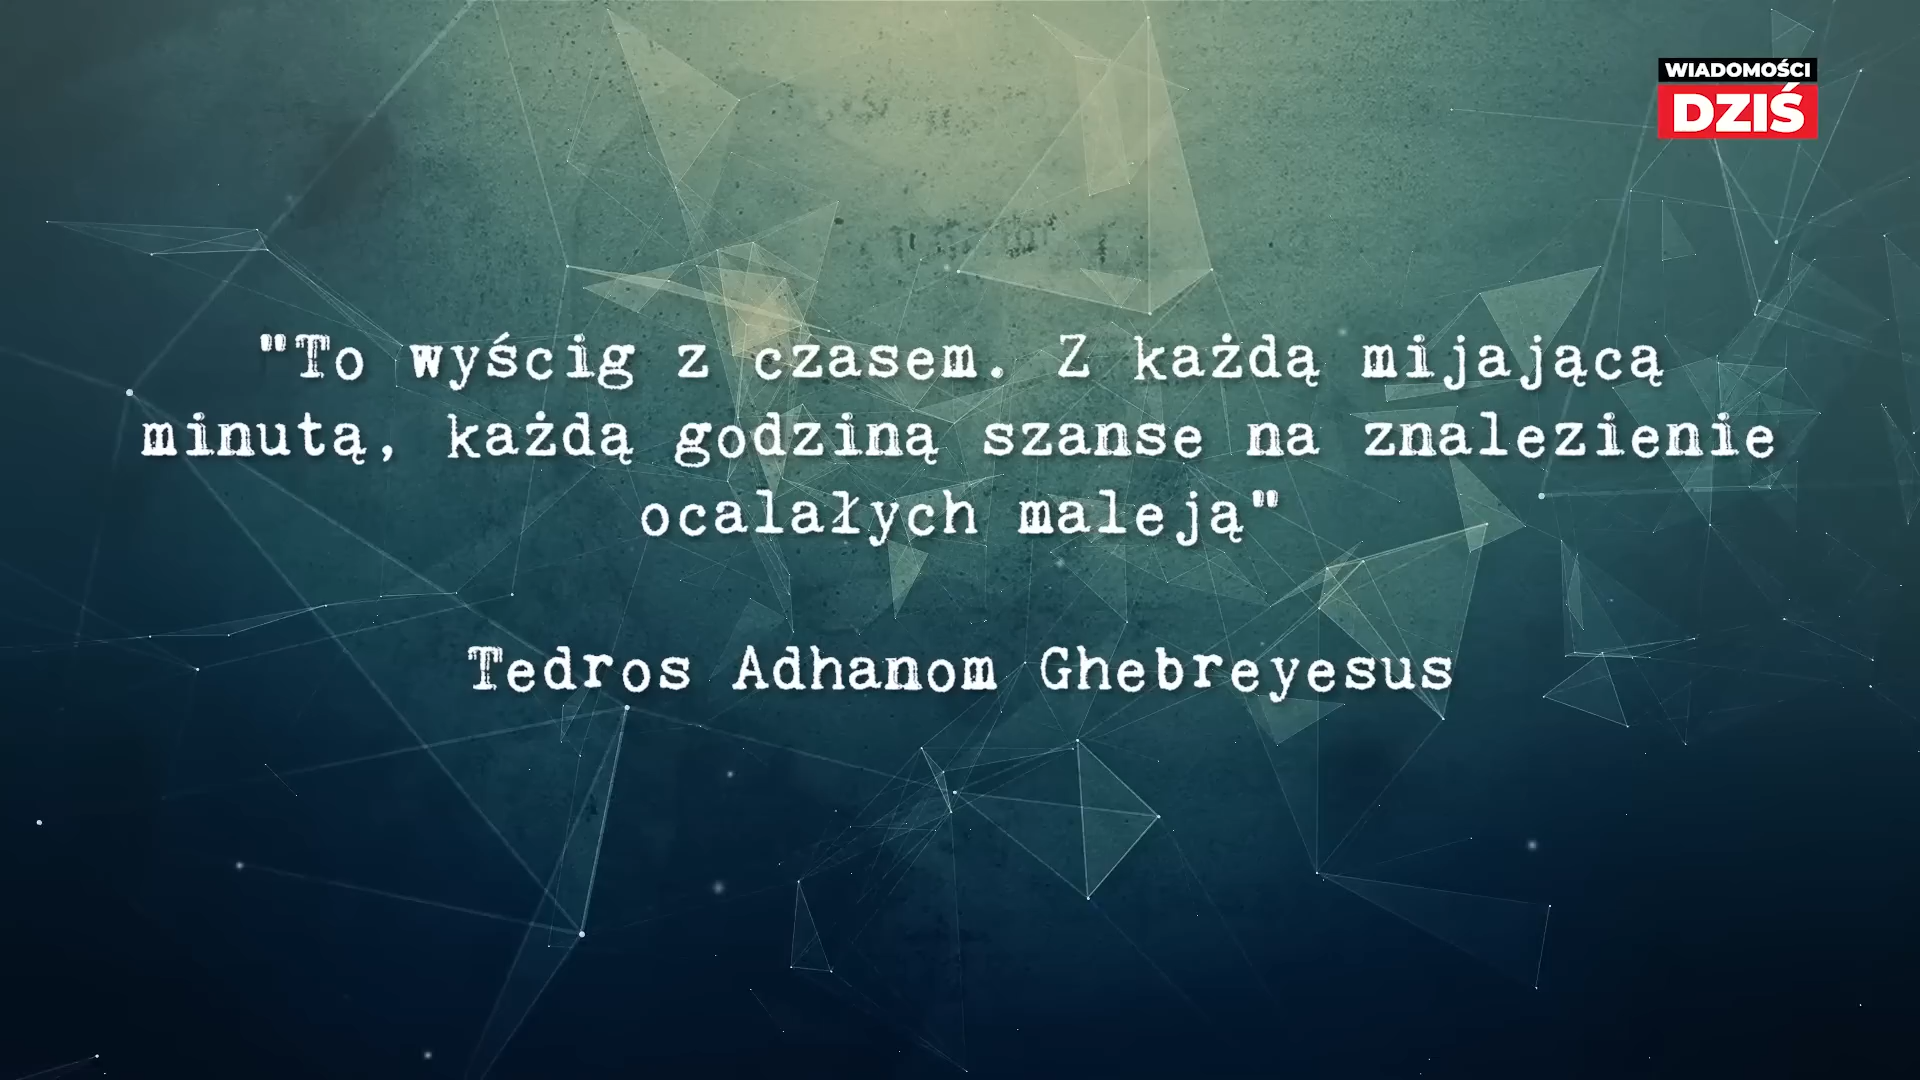 WIADOMOŚCI
DZIŚ
"To wyścig z czasem. Z każdą mijającą
minutą, każdą godziną szanse na znalezienie
ocalałych maleją"
Tedros Adhanom Ghebreyesus